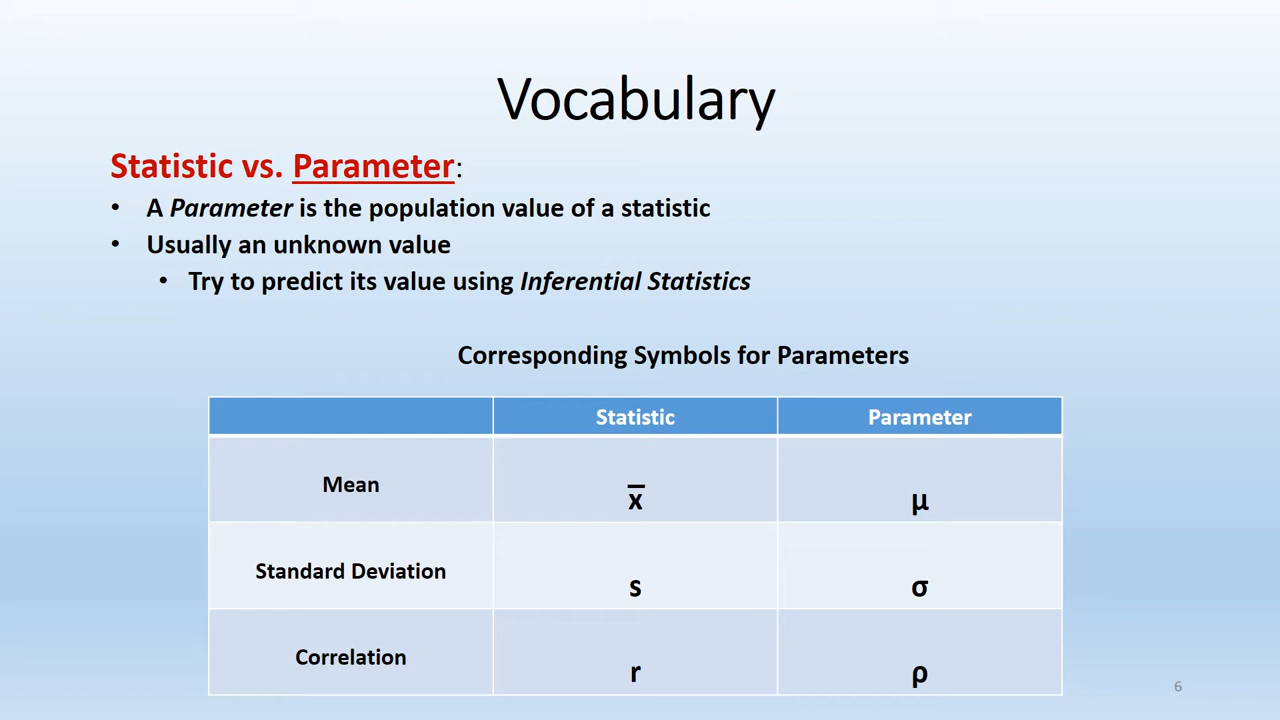 Vocabulary
Statistic vs. Parameter:
• A Parameter is the population value of a statistic
• Usually an unknown value
• Try to predict its value using Inferential Statistics
Corresponding Symbols for Parameters
Statistic Parameter
Mean x̅ μ
Standard Deviation s σ
Correlation r ρ
6